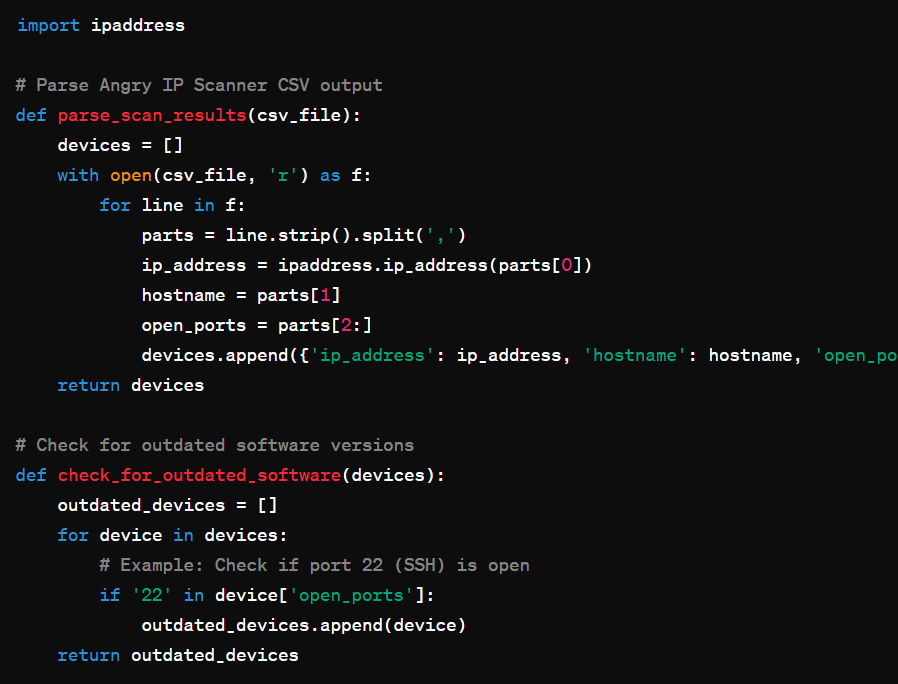 import ipaddress

# Parse Angry IP Scanner CSV output
def parse_scan_results(csv_file):
    devices = []
    with open(csv_file, 'r') as f:
        for line in f:
            parts = line.strip().split(',')
            ip_address = ipaddress.ip_address(parts[0])
            hostname = parts[1]
            open_ports = parts[2:]
            devices.append({'ip_address': ip_address, 'hostname': hostname, 'open_po
    return devices

# Check for outdated software versions
def check_for_outdated_software(devices):
    outdated_devices = []
    for device in devices:
        # Example: Check if port 22 (SSH) is open
        if '22' in device['open_ports']:
            outdated_devices.append(device)
    return outdated_devices